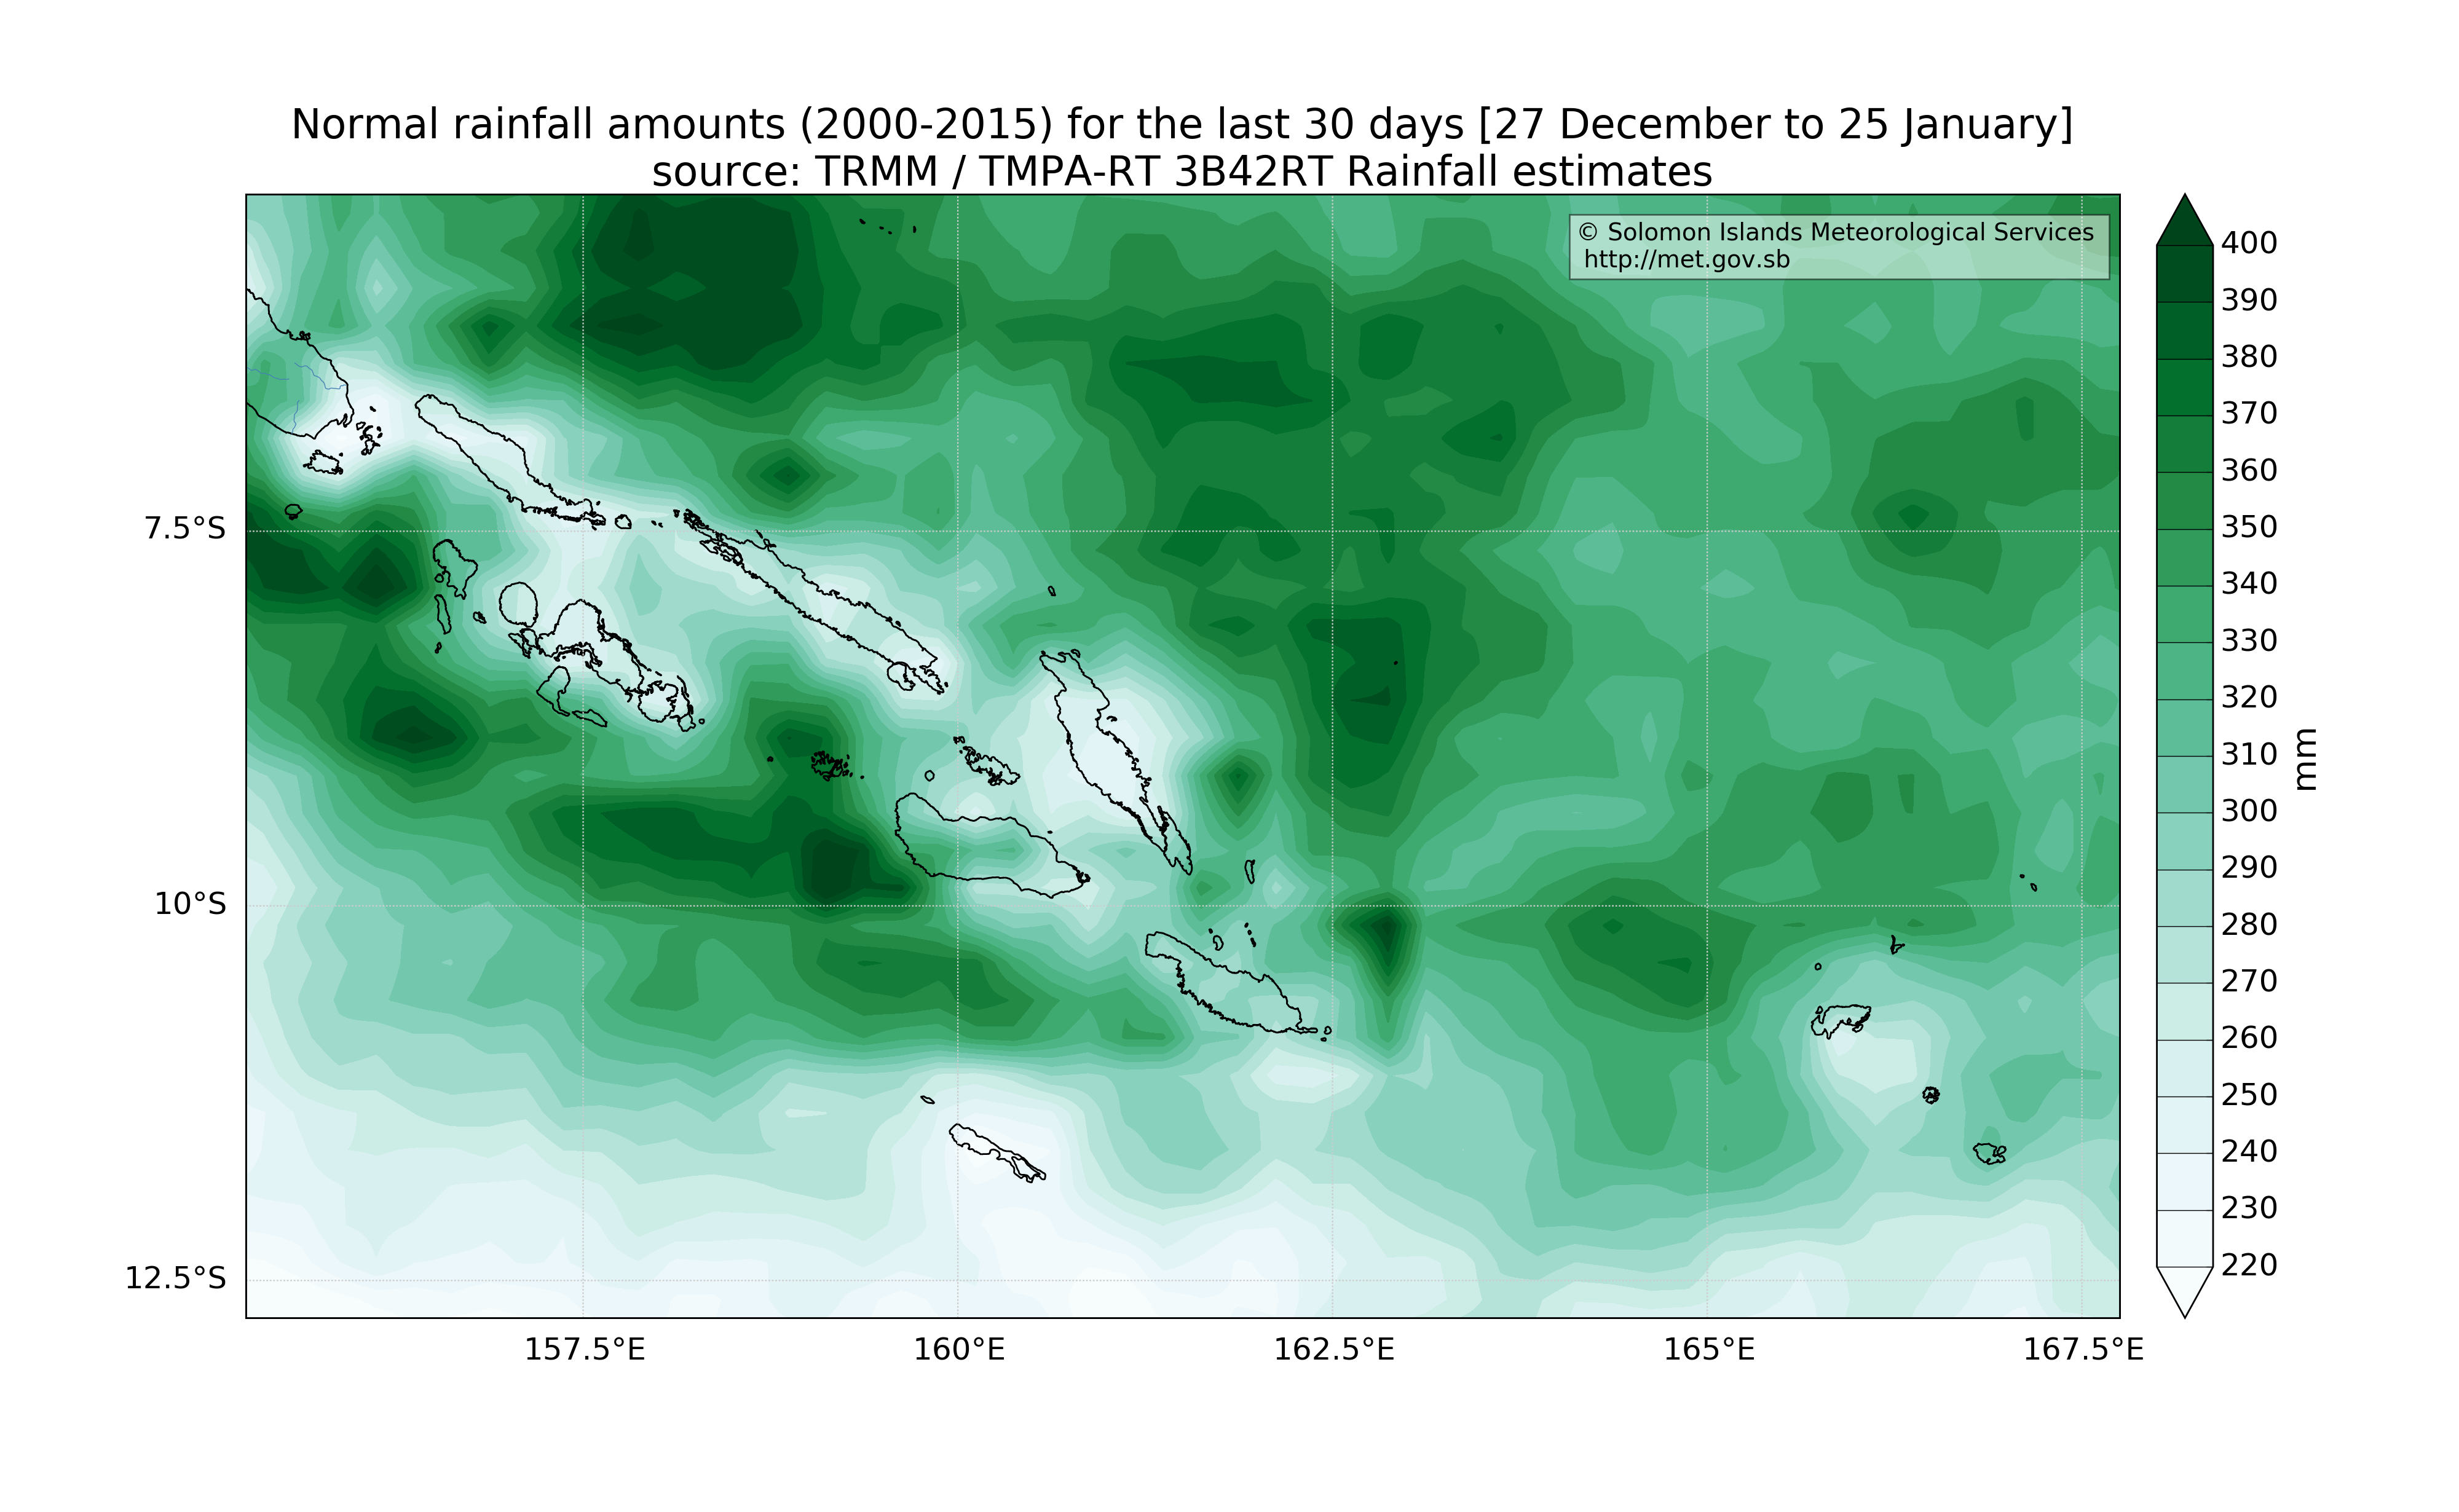 Normal rainfall amounts (2000-2015) for the last 30 days [27 December to 25 January]
source: TRMM / TMPA-RT 3B42RT Rainfall estimates
© Solomon Islands Meteorological Services
http://met.gov.sb
7.5°S
10°S
12.5°S
157.5°E
160°E
162.5°E
165°E
167.5°E
400
390
380
370
360
350
340
330
320
310
300
290
280
270
260
250
240
230
220
mm